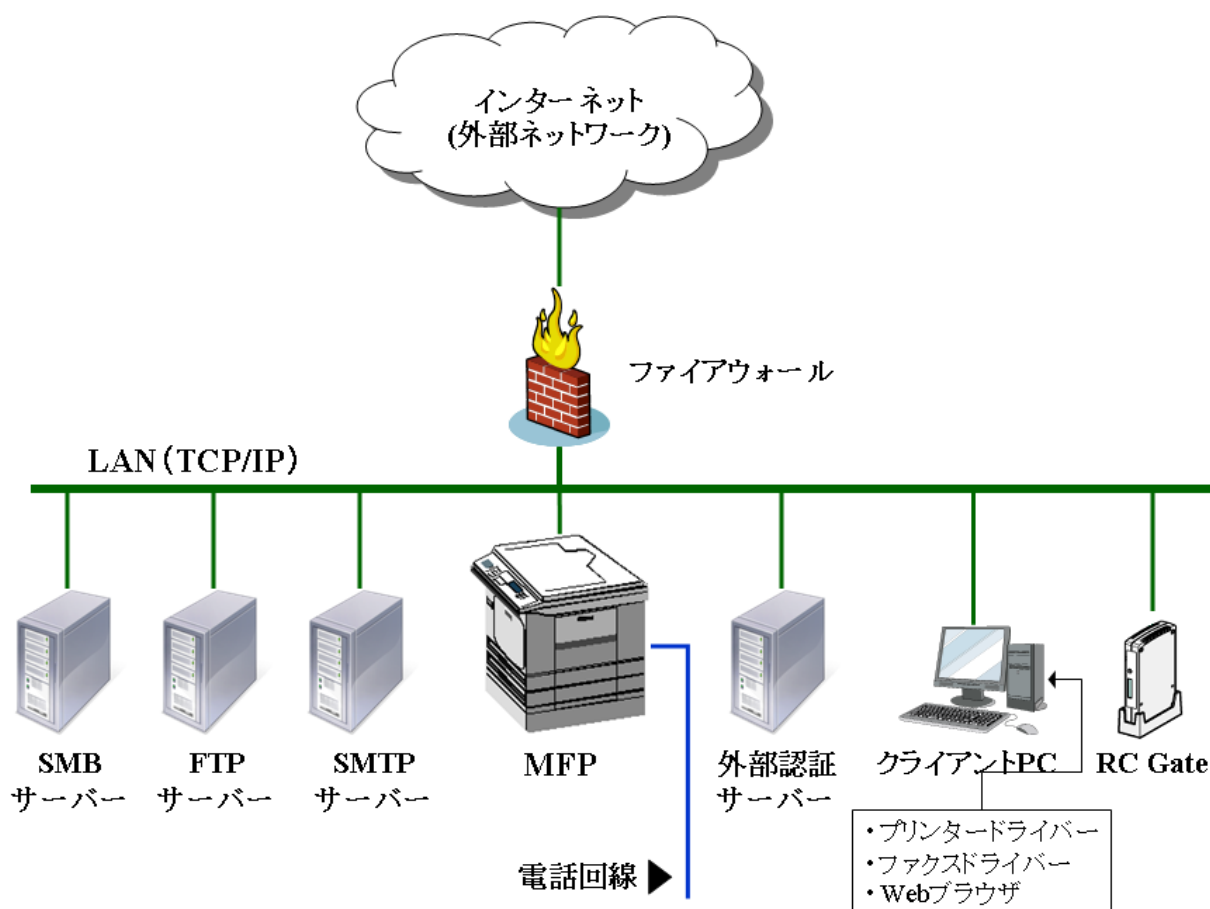 インターネット
(外部ネットワーク)
ファイアウォール
LAN(TCP/IP)
SMB
サーバー
FTP
サーバー
SMTP
サーバー
MFP
外部認証
サーバー
クライアントPC
RC Gate
電話回線
・プリンタードライバー
・ファクスドライバー
・Webブラウザ